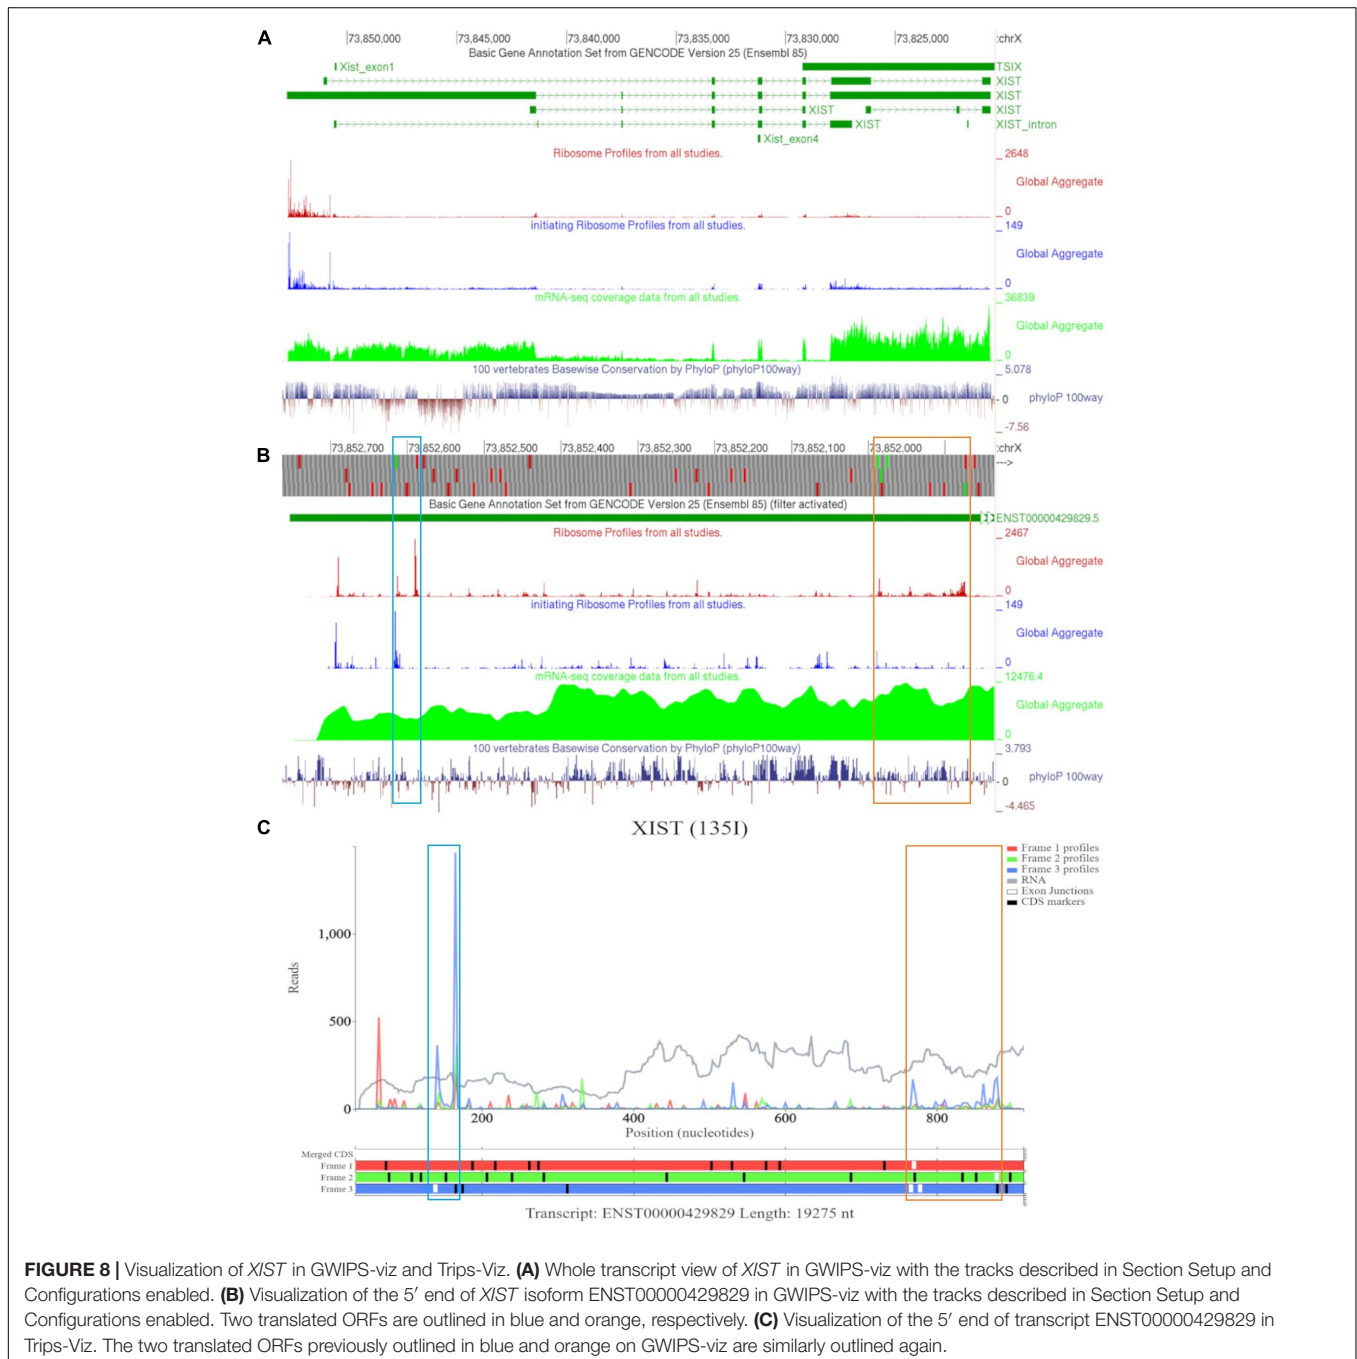 A
73,850,000 73,845,000 73,840,000 73,835,000 73,830,000 73,825,000 :chrX
Basic Gene Annotation Set from GENCODE Version 25 (Ensembl 85)
Xist_exon1 TSIX
XIST
XIST
XIST XIST
XIST XIST_intron
Xist_exon4
Ribosome Profiles from all studies. 2648
Global Aggregate
0
initiating Ribosome Profiles from all studies. 149
Global Aggregate
0
mRNA-seq coverage data from all studies. 36839
Global Aggregate
0
100 vertebrates Basewise Conservation by PhyloP (phyloP100way) 5.078
0 phyloP 100way
-7.56
B
73,852,700 73,852,600 73,852,500 73,852,400 73,852,300 73,852,200 73,852,100 73,852,000 :chrX
--->
Basic Gene Annotation Set from GENCODE Version 25 (Ensembl 85) (filter activated)
ENST00000429829.5
Ribosome Profiles from all studies. 2467
Global Aggregate
0
initiating Ribosome Profiles from all studies. 149
Global Aggregate
0
mRNA-seq coverage data from all studies. 12476.4
Global Aggregate
0
100 vertebrates Basewise Conservation by PhyloP (phyloP100way) 3.793
0 phyloP 100way
-4.465
C
XIST (135I)
Frame 1 profiles
Frame 2 profiles
Frame 3 profiles
RNA
Exon Junctions
CDS markers
1,000
Reads
500
0
200 400 600 800
Position (nucleotides)
Merged CDS
Frame 1
Frame 2
Frame 3
Transcript: ENST00000429829 Length: 19275 nt
FIGURE 8 | Visualization of XIST in GWIPS-viz and Trips-Viz. (A) Whole transcript view of XIST in GWIPS-viz with the tracks described in Section Setup and
Configurations enabled. (B) Visualization of the 5′ end of XIST isoform ENST00000429829 in GWIPS-viz with the tracks described in Section Setup and
Configurations enabled. Two translated ORFs are outlined in blue and orange, respectively. (C) Visualization of the 5′ end of transcript ENST00000429829 in
Trips-Viz. The two translated ORFs previously outlined in blue and orange on GWIPS-viz are similarly outlined again.